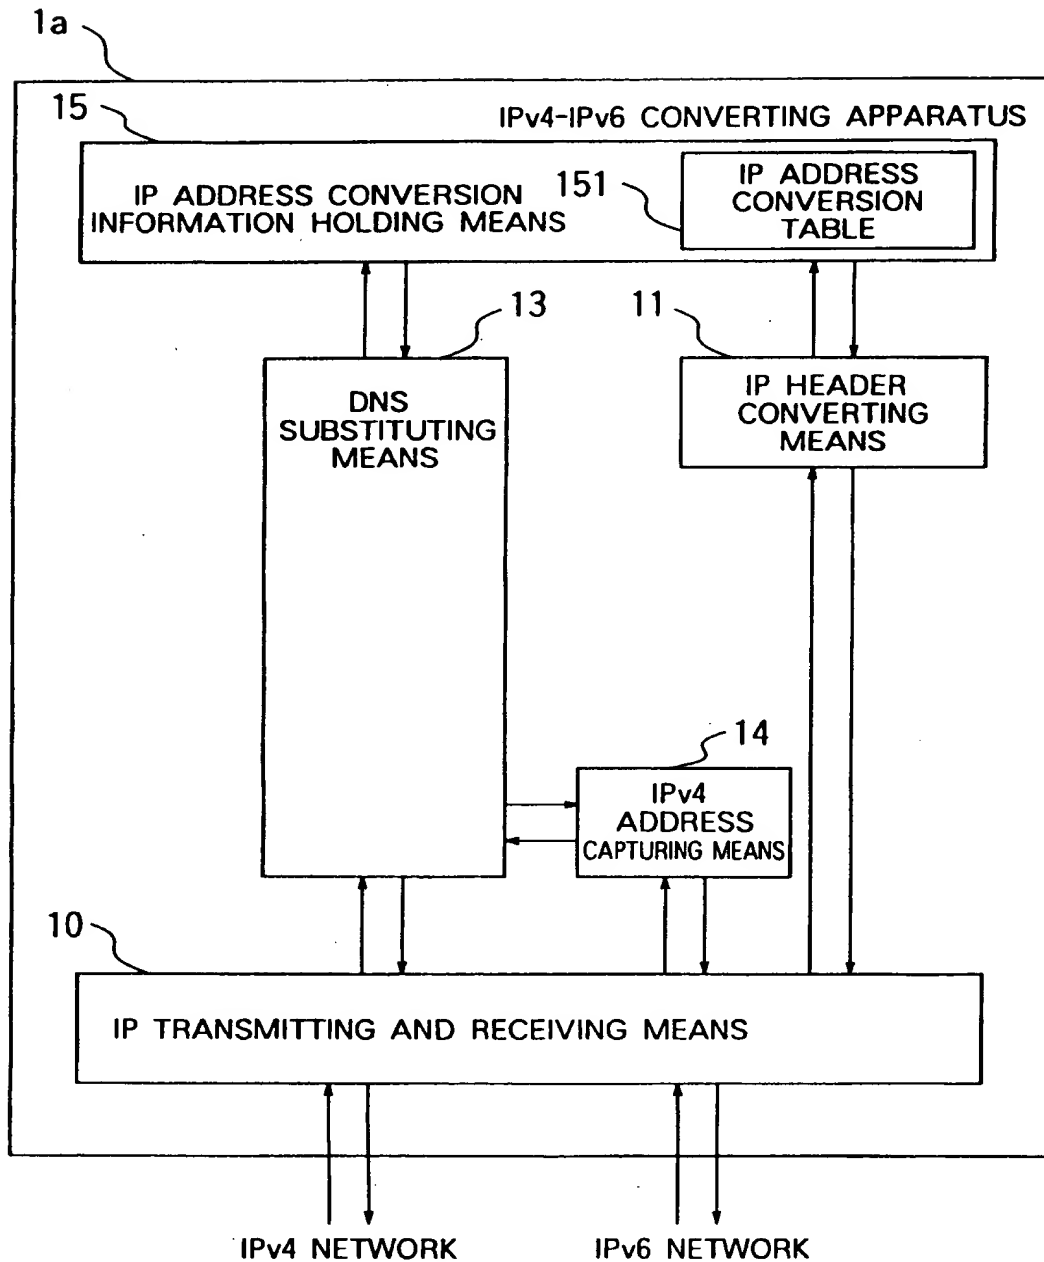 1a
IPv4-IPv6 CONVERTING APPARATUS
15
IP ADDRESS CONVERSION
INFORMATION HOLDING MEANS
151
IP ADDRESS
CONVERSION
TABLE
13
11
DNS
SUBSTITUTING
MEANS
IP HEADER
CONVERTING
MEANS
14
IPv4
ADDRESS
CAPTURING MEANS
10
IP TRANSMITTING AND RECEIVING MEANS
IPv4 NETWORK
IPv6 NETWORK